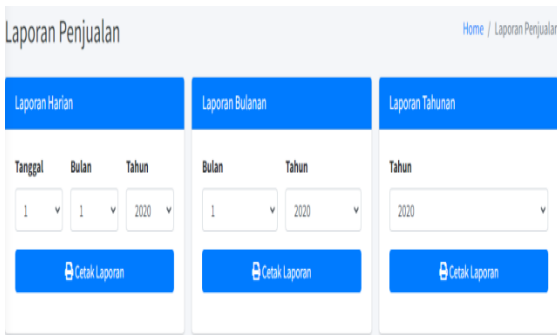 Laporan Penjualan
Home / Laporan Penjualan
Laporan Harian
Tanggal Bulan Tahun
1 1 2020
Cetak Laporan
Laporan Bulanan
Bulan Tahun
1 2020
Cetak Laporan
Laporan Tahunan
Tahun
2020
Cetak Laporan